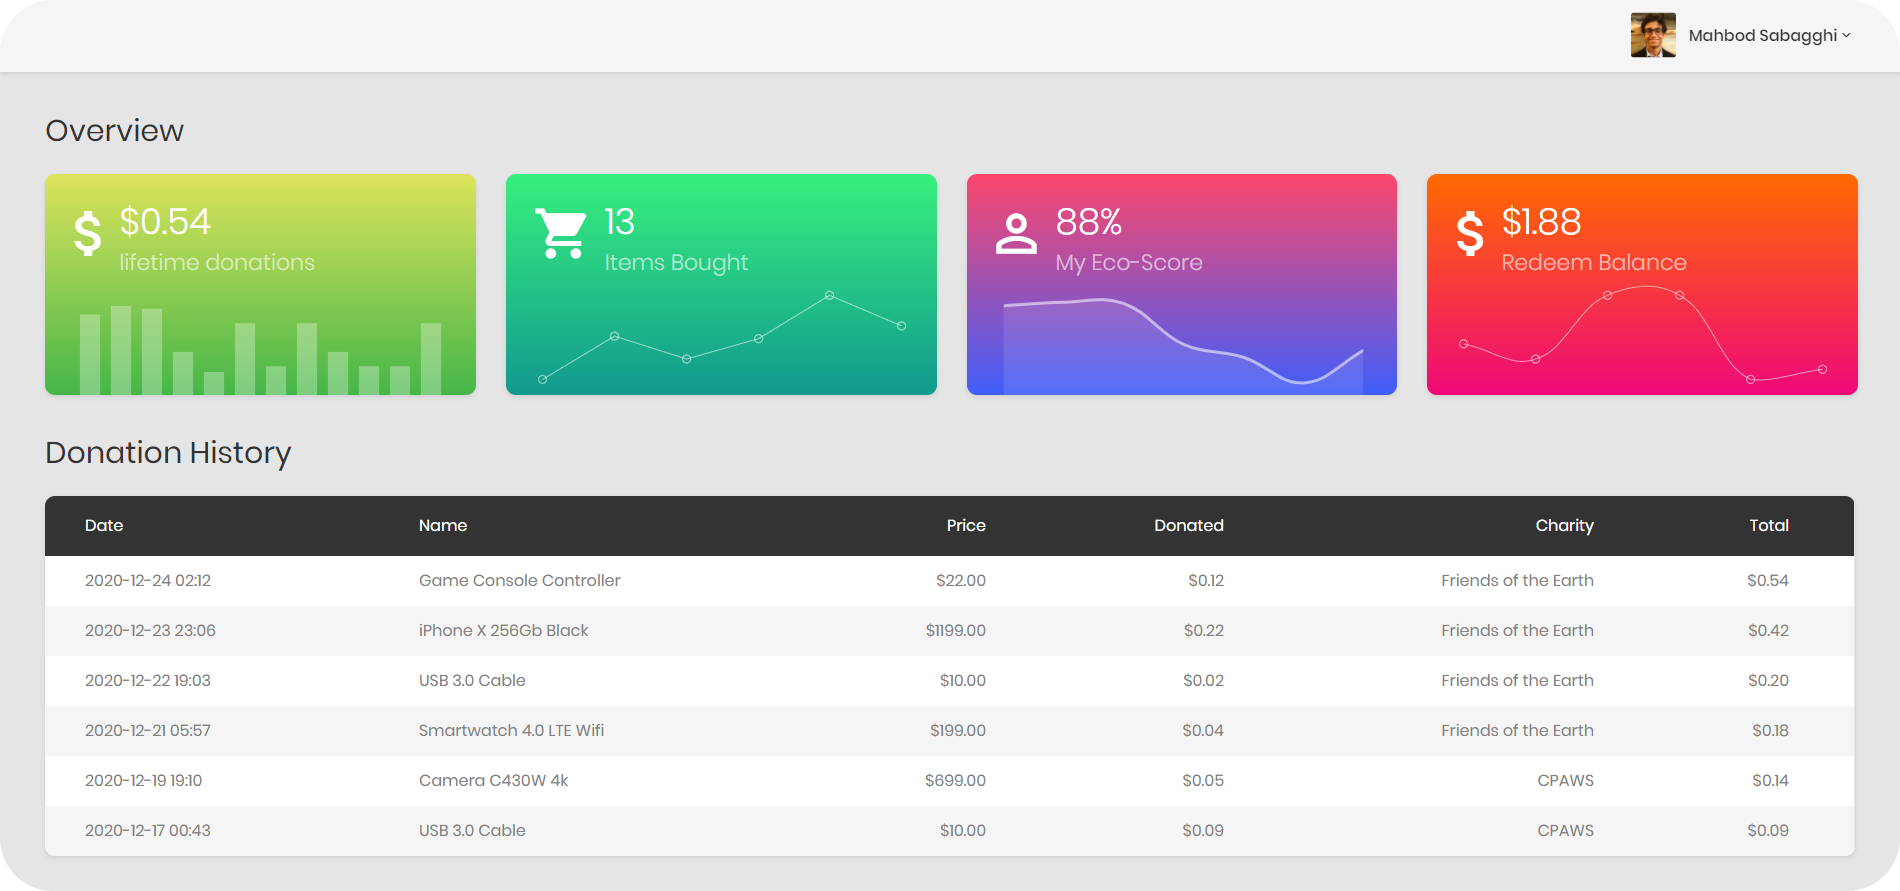 Mahbod Sabagghi
Overview
$0.54
lifetime donations
13
Items Bought
88%
My Eco-Score
$1.88
Redeem Balance
Donation History
Date Name Price Donated Charity Total
2020-12-24 02:12 Game Console Controller $22.00 $0.12 Friends of the Earth $0.54
2020-12-23 23:06 iPhone X 256Gb Black $1199.00 $0.22 Friends of the Earth $0.42
2020-12-22 19:03 USB 3.0 Cable $10.00 $0.02 Friends of the Earth $0.20
2020-12-21 05:57 Smartwatch 4.0 LTE Wifi $199.00 $0.04 Friends of the Earth $0.18
2020-12-19 19:10 Camera C430W 4k $699.00 $0.05 CPAWS $0.14
2020-12-17 00:43 USB 3.0 Cable $10.00 $0.09 CPAWS $0.09